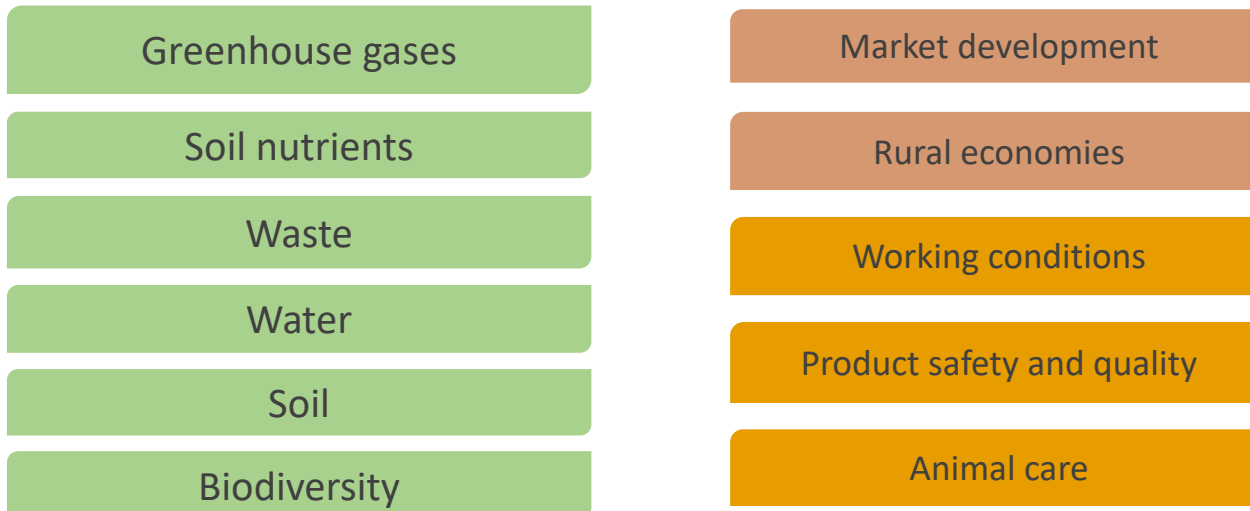 Greenhouse gases
Soil nutrients
Waste
Water
Soil
Biodiversity
Market development
Rural economies
Working conditions
Product safety and quality
Animal care